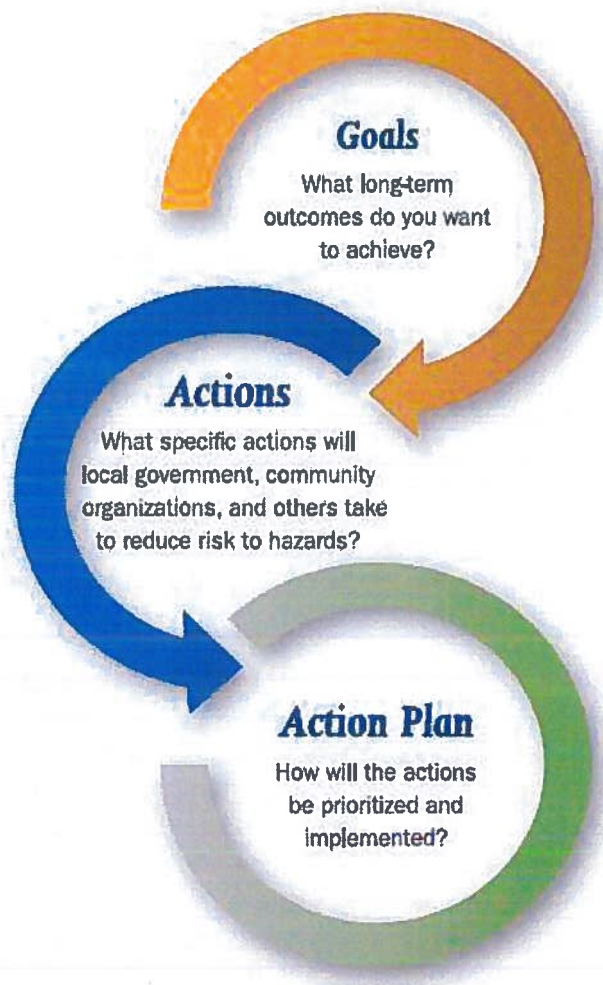 Goals
What long-term
outcomes do you want
to achieve?
Actions
What specific actions will
local government, community
organizations, and others take
to reduce risk to hazards?
Action Plan
How will the actions
be prioritized and
implemented?